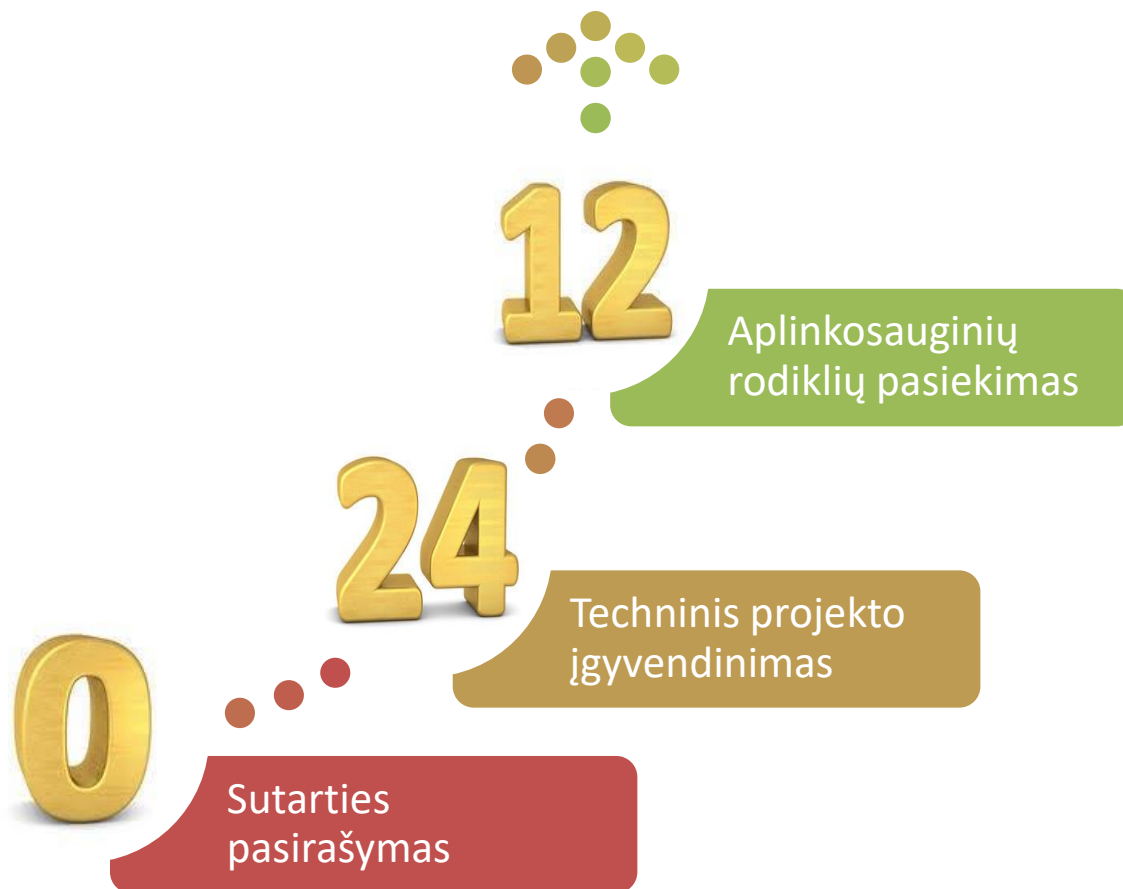 12
Aplinkosauginių
rodiklių pasiekimas
24
Techninis projekto
įgyvendinimas
0
Sutarties
pasirašymas